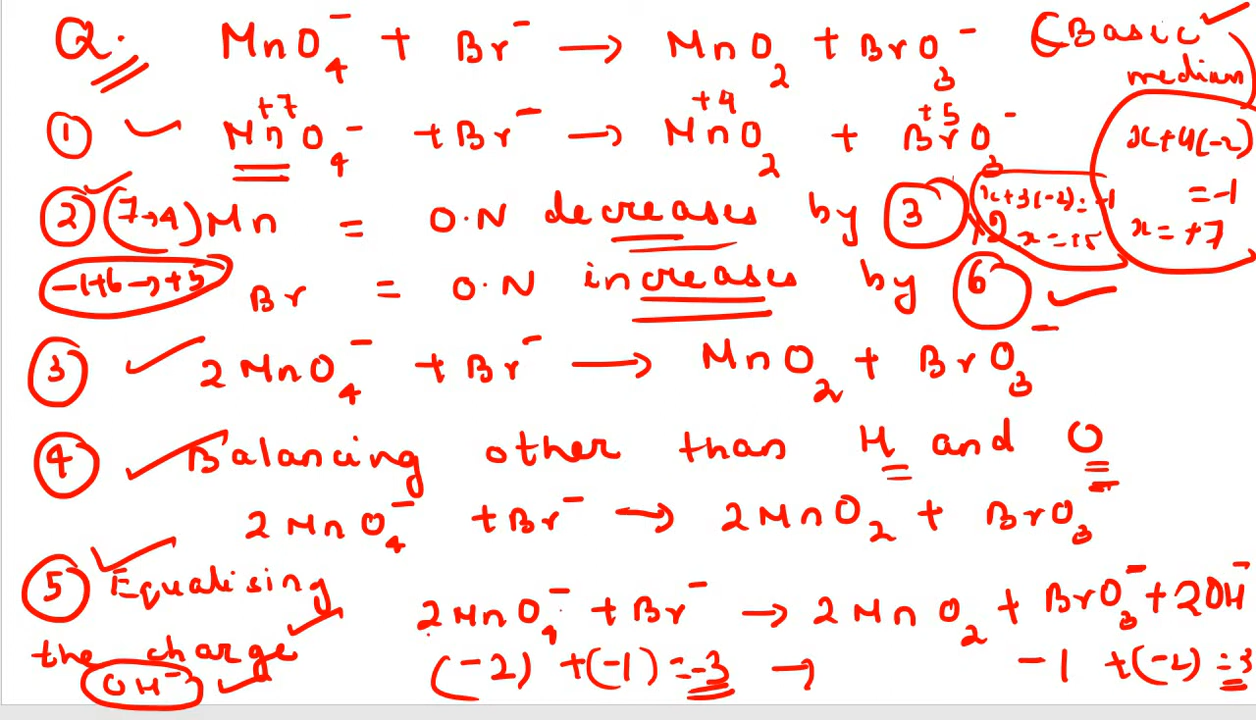 Q. MnO₄⁻ + Br⁻ → MnO₂ + BrO₃⁻ (Basic medium)
① ✓ MnO₄⁻ + Br⁻ → MnO₂ + BrO₃⁻
+7 +4 +5
x+4(-2)
= -1
x = +7
② (7→4) Mn = O.N decreases by 3
x+3(-2) = -1
x = +5
-1+6 → +5 Br = O.N increases by 6 ✓
③ ✓ 2MnO₄⁻ + Br⁻ → MnO₂ + BrO₃⁻
④ ✓ Balancing other than H and O
2MnO₄⁻ + Br⁻ → 2MnO₂ + BrO₃⁻
⑤ Equalising
the charge
OH⁻ ✓
2MnO₄⁻ + Br⁻ → 2MnO₂ + BrO₃⁻ + 2OH⁻
(-2) + (-1) = -3 → -1 + (-2) = -3